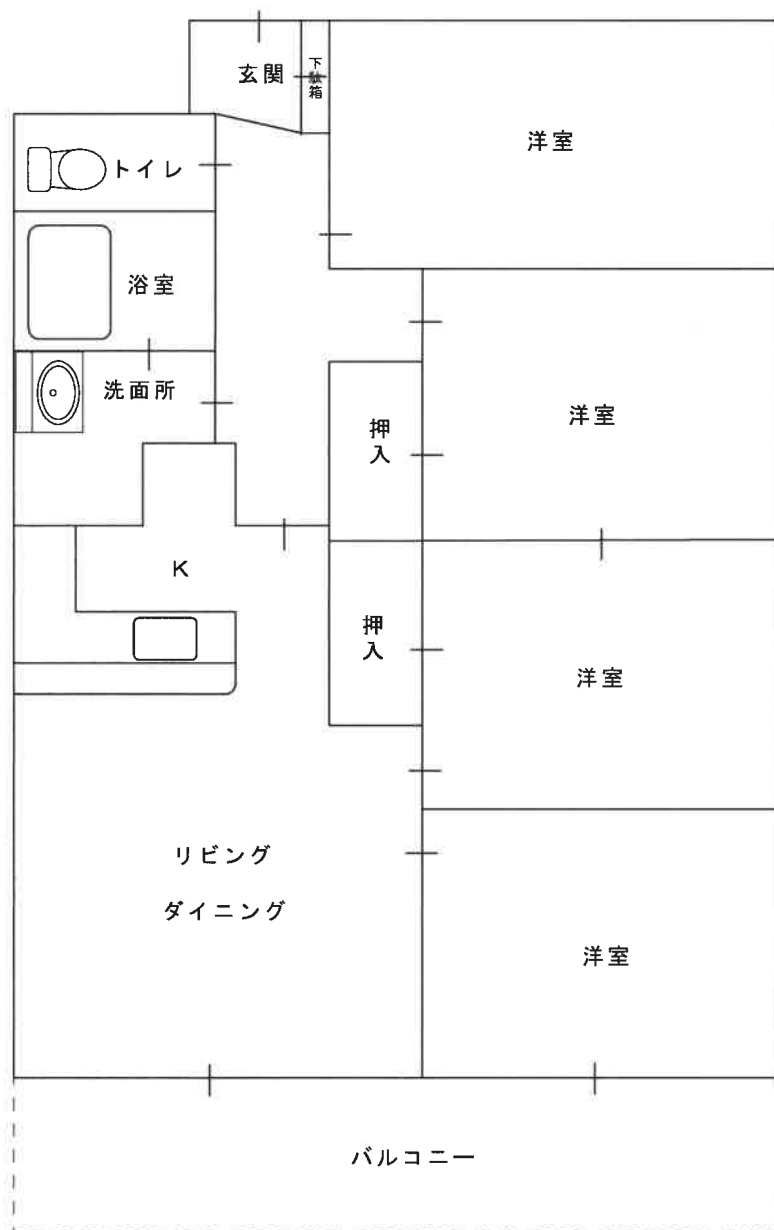 玄関
下駄箱
洋室
トイレ
浴室
洗面所
押入
洋室
K
押入
洋室
リビング
ダイニング
洋室
バルコニー